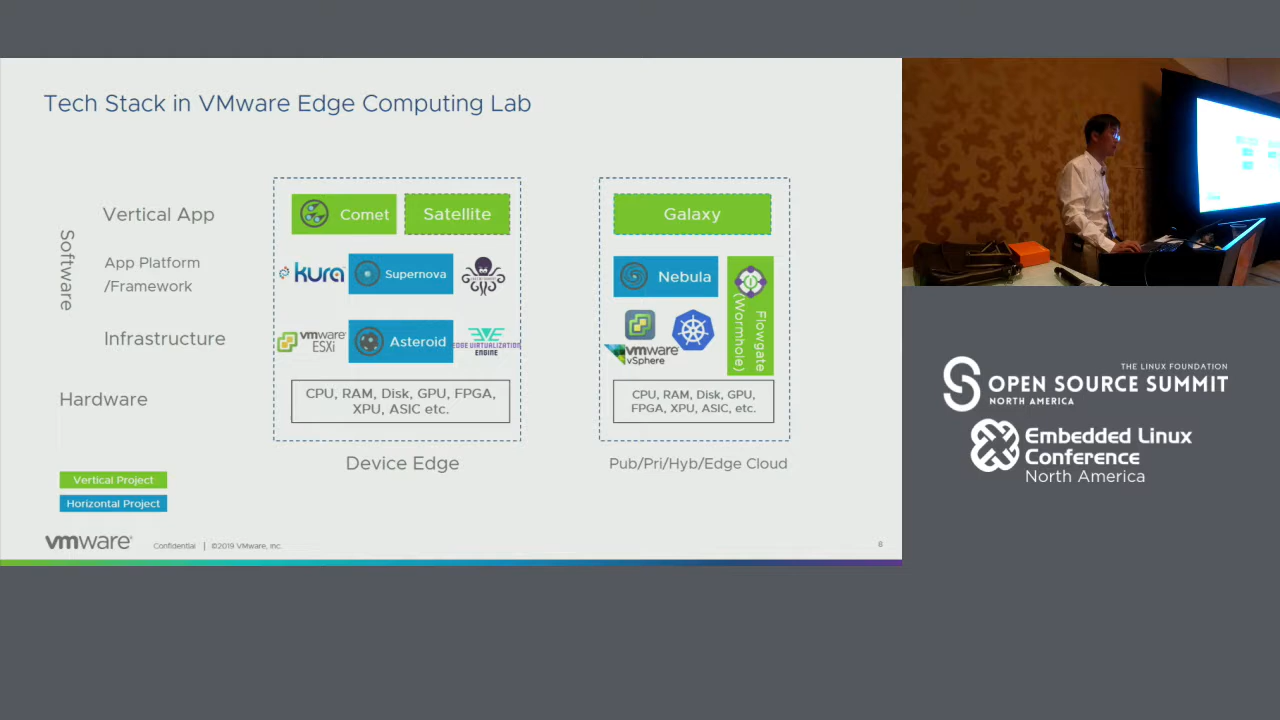 Tech Stack in VMware Edge Computing Lab
Software
Vertical App
App Platform
/Framework
Infrastructure
Hardware
Comet
Satellite
kura
Supernova
vmware
ESXi
Asteroid
EDGE VIRTUALIZATION
ENGINE
CPU, RAM, Disk, GPU, FPGA,
XPU, ASIC etc.
Device Edge
Galaxy
Nebula
vmware
vSphere
Flowgate
(Wormhole)
CPU, RAM, Disk, GPU,
FPGA, XPU, ASIC, etc.
Pub/Pri/Hyb/Edge Cloud
Vertical Project
Horizontal Project
vmware
Confidential | ©2019 VMware, Inc.
6
THE LINUX FOUNDATION
OPEN SOURCE SUMMIT
NORTH AMERICA
Embedded Linux
Conference
North America